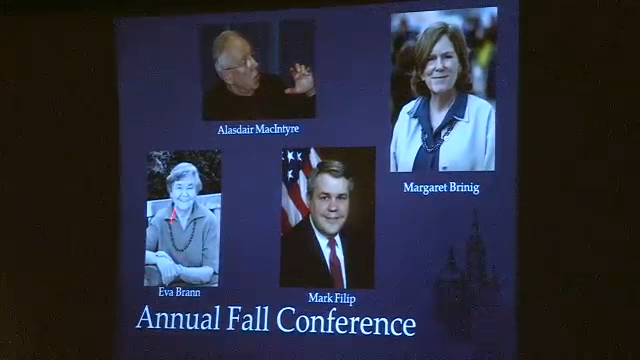 Alasdair MacIntyre
Margaret Brinig
Eva Brann
Mark Filip
Annual Fall Conference